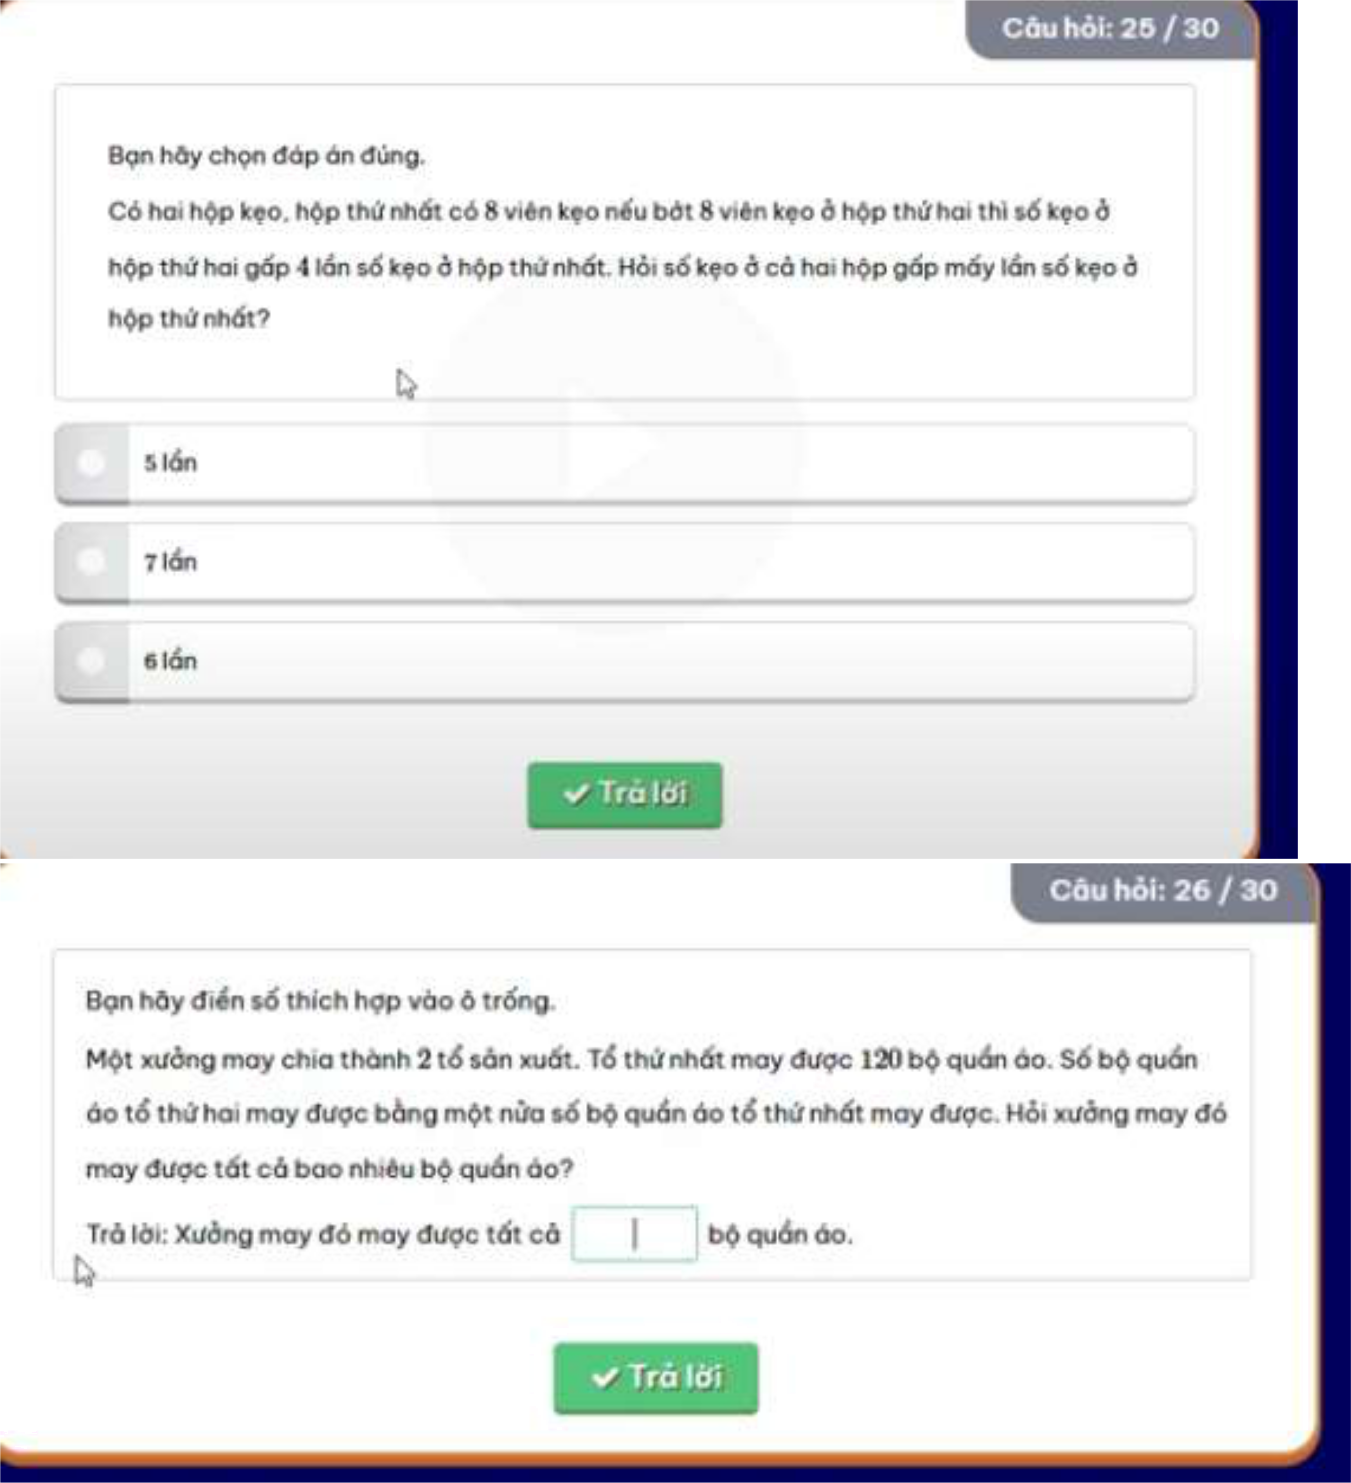 Câu hỏi: 25 / 30
Bạn hãy chọn đáp án đúng.
Có hai hộp kẹo, hộp thứ nhất có 8 viên kẹo nếu bớt 8 viên kẹo ở hộp thứ hai thì số kẹo ở
hộp thứ hai gấp 4 lần số kẹo ở hộp thứ nhất. Hỏi số kẹo ở cả hai hộp gấp mấy lần số kẹo ở
hộp thứ nhất?
5 lần
7 lần
6 lần
✓ Trả lời
Câu hỏi: 26 / 30
Bạn hãy điền số thích hợp vào ô trống.
Một xưởng may chia thành 2 tổ sản xuất. Tổ thứ nhất may được 120 bộ quần áo. Số bộ quần
áo tổ thứ hai may được bằng một nửa số bộ quần áo tổ thứ nhất may được. Hỏi xưởng may đó
may được tất cả bao nhiêu bộ quần áo?
Trả lời: Xưởng may đó may được tất cả bộ quần áo.
✓ Trả lời